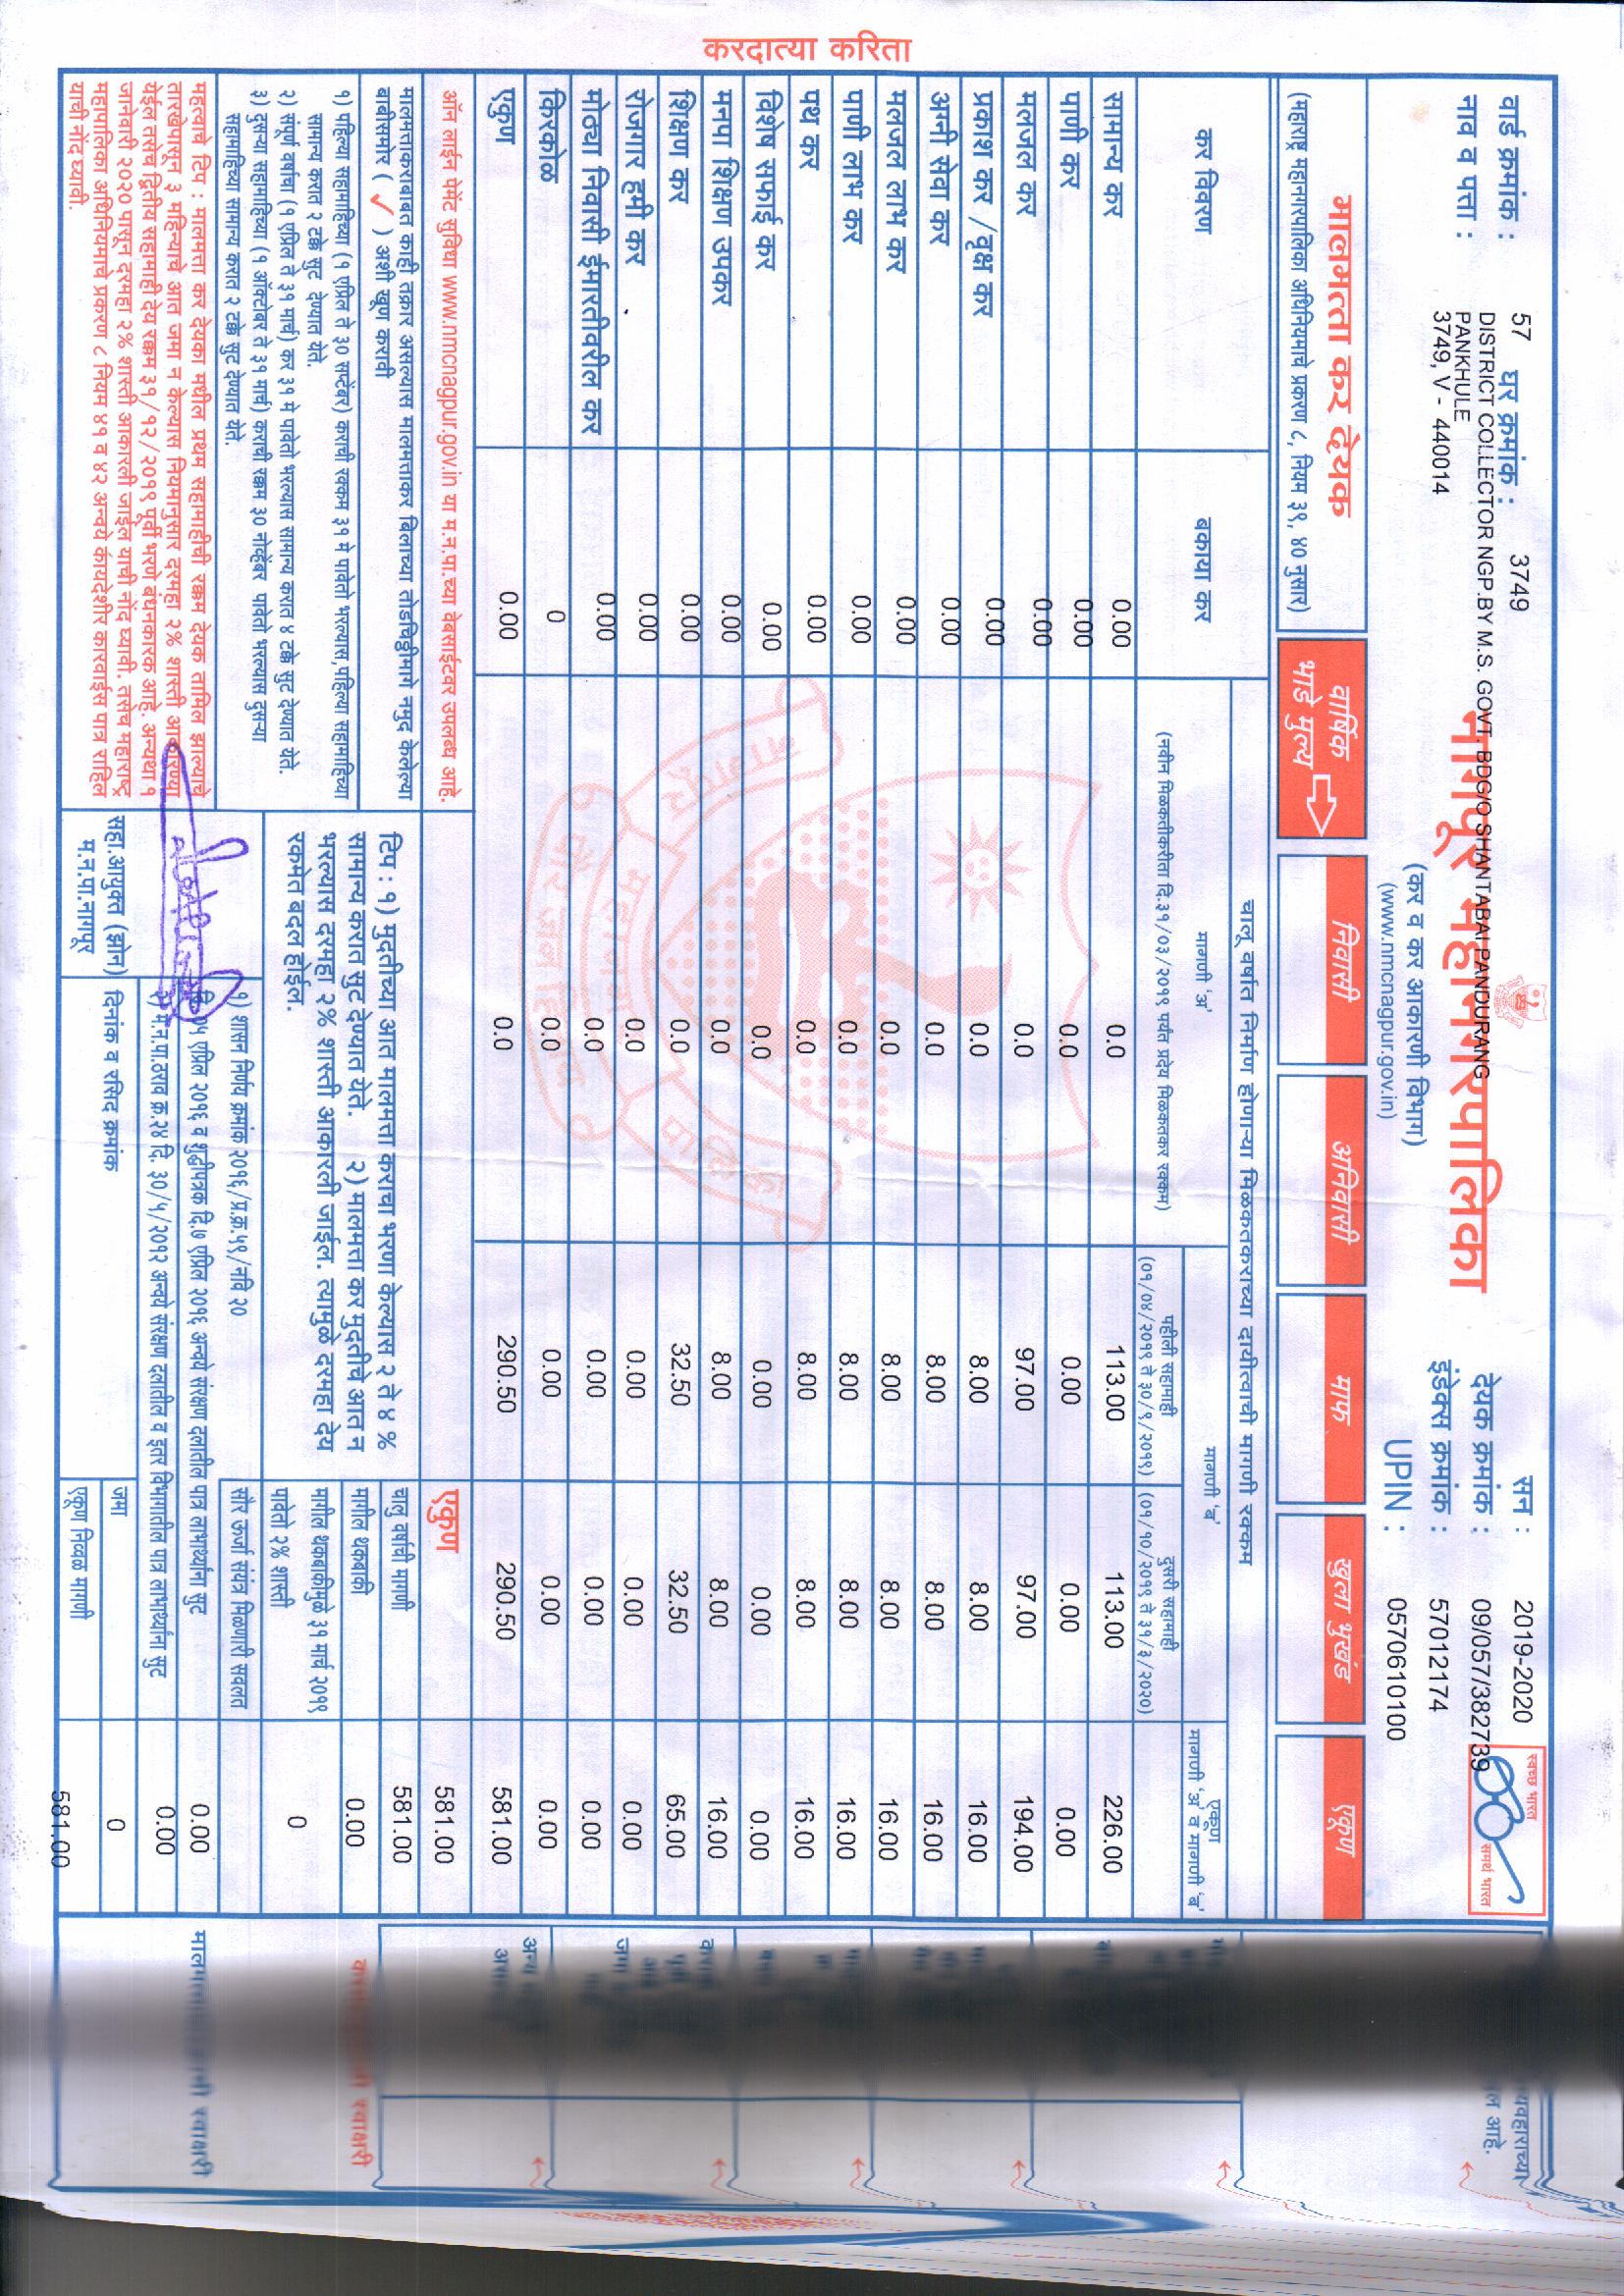 करदात्या करिता
वार्ड क्रमांक : 57 घर क्रमांक : 3749
नाव व पत्ता : DISTRICT COLLECTOR NGP.BY M.S. GOVT. BDG/O SHANTABAI PANDURANG
PANKHULE
3749, V - 440014
नागपूर महानगरपालिका
(कर व कर आकारणी विभाग)
(www.nmcnagpur.gov.in)
सन : 2019-2020
देयक क्रमांक : 09/057/382739
इंडेक्स क्रमांक : 57012174
UPIN : 057061010​0
स्वच्छ भारत
समर्थ भारत
मालमत्ता कर देयक
(महाराष्ट्र महानगरपालिका अधिनियमाचे प्रकरण ८, नियम ३९, ४० नुसार)
वार्षिक भाडे मुल्य
निवासी अनिवासी माफ खुला भुखंड एकूण
कर विवरण बकाया कर चालू वर्षात निर्माण होणाऱ्या मिळकतकराच्या दायीत्वाची मागणी रक्कम
मागणी 'अ' मागणी 'ब' एकूण
(नवीन मिळकतीकरीता दि.३१/०३/२०१९ पर्यंत प्रदेय मिळकतकर रक्कम) पहीली सहामाही दुसरी सहामाही मागणी 'अ' व मागणी 'ब'
(०१/०४/२०१९ ते ३०/९/२०१९) (०१/१०/२०१९ ते ३१/३/२०२०)
सामान्य कर 0.00 0.0 113.00 113.00 226.00
पाणी कर 0.00 0.0 0.00 0.00 0.00
मलजल कर 0.00 0.0 97.00 97.00 194.00
प्रकाश कर / वृक्ष कर 0.00 0.0 8.00 8.00 16.00
अग्नी सेवा कर 0.00 0.0 8.00 8.00 16.00
मलजल लाभ कर 0.00 0.0 8.00 8.00 16.00
पाणी लाभ कर 0.00 0.0 8.00 8.00 16.00
पथ कर 0.00 0.0 8.00 8.00 16.00
विशेष सफाई कर 0.00 0.0 0.00 0.00 0.00
मनपा शिक्षण उपकर 0.00 0.0 8.00 8.00 16.00
शिक्षण कर 0.00 0.0 32.50 32.50 65.00
रोजगार हमी कर 0.00 0.0 0.00 0.00 0.00
मोठ्या निवासी ईमारतीवरील कर 0.00 0.0 0.00 0.00 0.00
किरकोळ 0 0.0 0.00 0.00 0.00
एकुण 0.00 0.0 290.50 290.50 581.00
ऑन लाईन पेमेंट सुविधा www.nmcnagpur.gov.in या म.न.पा.च्या वेबसाईटवर उपलब्ध आहे.
एकुण 581.00
मालमत्ताकराबाबत काही तक्रार असल्यास मालमत्ताकर बिलाच्या तोडचिठ्ठीमागे नमुद केलेल्या
बाबीसमोर ( ✓ ) अशी खुण करावी
१) पहिल्या सहामाहिच्या (१ एप्रिल ते ३० सप्टेंबर) कराची रक्कम ३१ मे पावेतो भरल्यास,पहिल्या सहामाहिच्या
सामान्य करात २ टक्के सुट देण्यात येते.
२) संपुर्ण वर्षाचा (१ एप्रिल ते ३१ मार्च) कर ३१ मे पावेतो भरल्यास सामान्य करात ४ टक्के सुट देण्यात येते.
३) दुसऱ्या सहामाहिच्या (१ ऑक्टोबर ते ३१ मार्च) कराची रक्कम ३० नोव्हेंबर पावेतो भरल्यास दुसऱ्या
सहामाहिच्या सामान्य करात २ टक्के सुट देण्यात येते.
महत्वाचे टिप : मालमत्ता कर देयका मधील प्रथम सहामाहीची रक्कम देयक तामिल झाल्याचे
तारखेपासून ३ महिन्याचे आत जमा न केल्यास नियमानुसार दरमहा २% शास्ती आकारण्या
येईल तसेच द्वितीय सहामाही देय रक्कम ३१/१२/२०१९ पुर्वी भरणे बंधनकारक आहे. अन्यथा १
जानेवारी २०२० पासून दरमहा २% शास्ती आकारली जाईल याची नोंद घ्यावी. तसेच महाराष्ट्र
महापालिका अधिनियमाचे प्रकरण ८ नियम ४१ व ४२ अन्वये कायदेशीर कारवाईस पात्र राहिल
याची नोंद घ्यावी.
टिप : १) मुदतीच्या आत मालमत्ता कराचा भरणा केल्यास २ ते ४ %
सामान्य करात सुट देण्यात येते. २) मालमत्ता कर मुदतीचे आत न
भरल्यास दरमहा २% शास्ती आकारली जाईल. त्यामुळे दरमहा देय
रकमेत बदल होईल.
सहा.आयुक्त (झोन)
म.न.पा.नागपुर
चालु वर्षाची मागणी 581.00
मागील थकबाकी 0.00
मागील थकबाकीमुळे ३१ मार्च २०१९
पावेतो २% शास्ती 0
सौर ऊर्जा संयंत्र मिळणारी सवलत
१) शासन निर्णय क्रमांक २०१६/प्र.क्र.५९/नवि २०
दि.०५ एप्रिल २०१६ व शुद्धीपत्रक दि.७ एप्रिल २०१६ अन्वये संरक्षण दलातील पात्र लाभार्थ्यांना सुट 0.00
२) म.न.पा.ठराव क्र.२४ दि. ३०/५/२०१२ अन्वये संरक्षण दलातील व इतर विभागातील पात्र लाभार्थ्यांना सुट 0.00
दिनांक व रसिद क्रमांक
जमा 0
एकूण निव्वळ मागणी 581.00
स्वाक्षरी
स्वाक्षरी